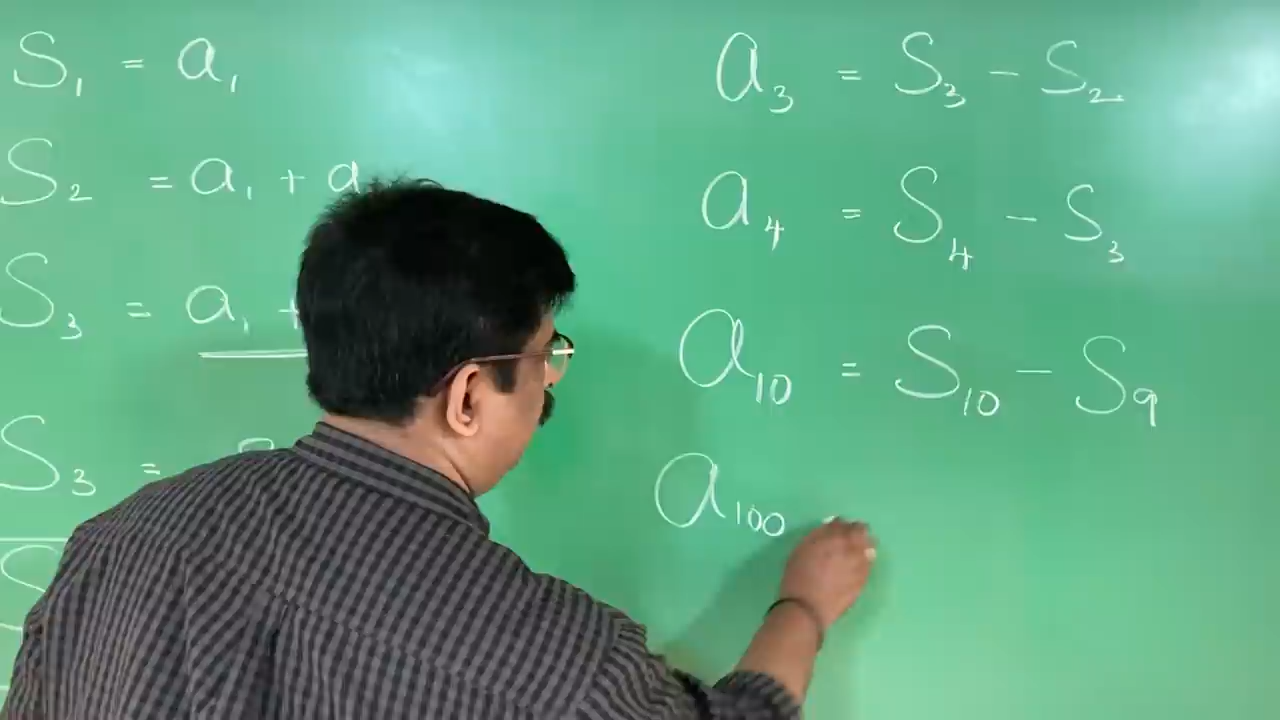 S₁ = a₁
S₂ = a₁ + a
S₃ = a₁ +
S₃ =
a₃ = S₃ - S₂
a₄ = S₄ - S₃
a₁₀ = S₁₀ - S₉
a₁₀₀